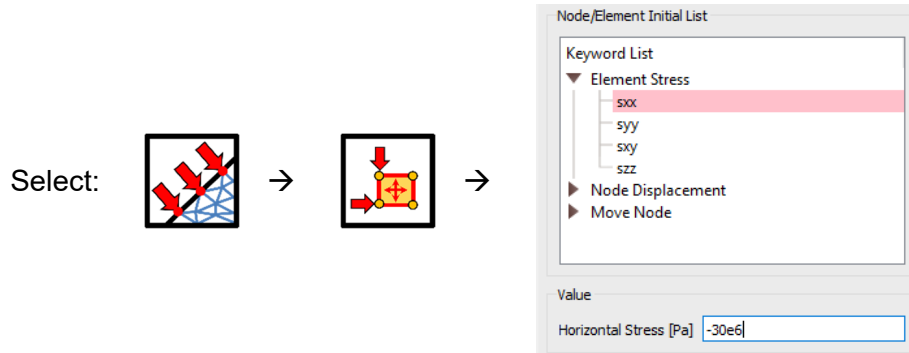 Node/Element Initial List
Keyword List
Element Stress
sxx
syy
sxy
szz
Node Displacement
Move Node
Select: → →
Value
Horizontal Stress [Pa] -30e6